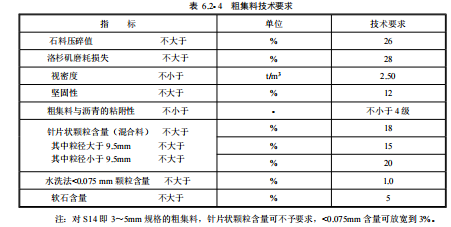 表 6.2-4 粗集料技术要求
指 标 单位 技术要求
石料压碎值 不大于 % 26
洛杉矶磨耗损失 不大于 % 28
视密度 不小于 t/m³ 2.50
坚固性 不大于 % 12
粗集料与沥青的粘附性 不小于 - 不小于 4 级
针片状颗粒含量（混合料） 不大于 % 18
其中粒径大于 9.5mm 不大于 % 15
其中粒径小于 9.5mm 不大于 % 20
水洗法<0.075 mm 颗粒含量 不大于 % 1.0
软石含量 不大于 % 5
注：对 S14 即 3～5mm 规格的粗集料，针片状颗粒含量可不予要求，<0.075mm 含量可放宽到 3%。